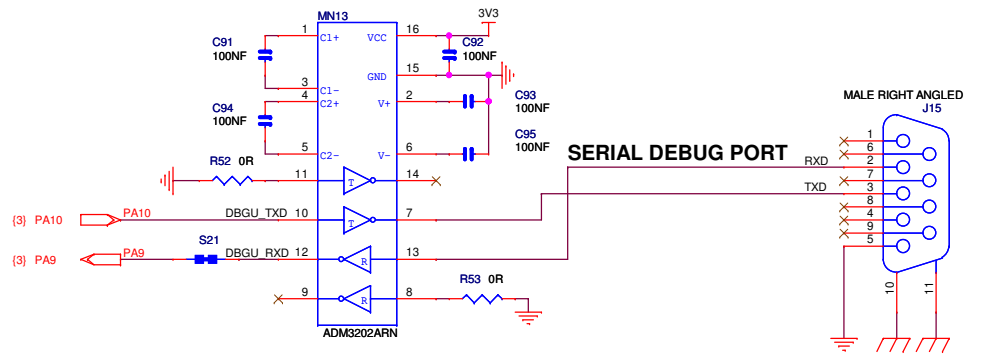 MN13
3V3
1 C1+ VCC 16
C91
100NF
C92
100NF
3 C1- GND 15
4 C2+ V+ 2
C94
100NF
C93
100NF
5 C2- V- 6
C95
100NF
MALE RIGHT ANGLED
J15
SERIAL DEBUG PORT
R52 0R
11 T 14
{3} PA10 PA10 DBGU_TXD 10 T 7
{3} PA9 PA9 S21 DBGU_RXD 12 R 13
9 R 8
R53 0R
ADM3202ARN
RXD
TXD
1
6
2
7
3
8
4
9
5
10
11